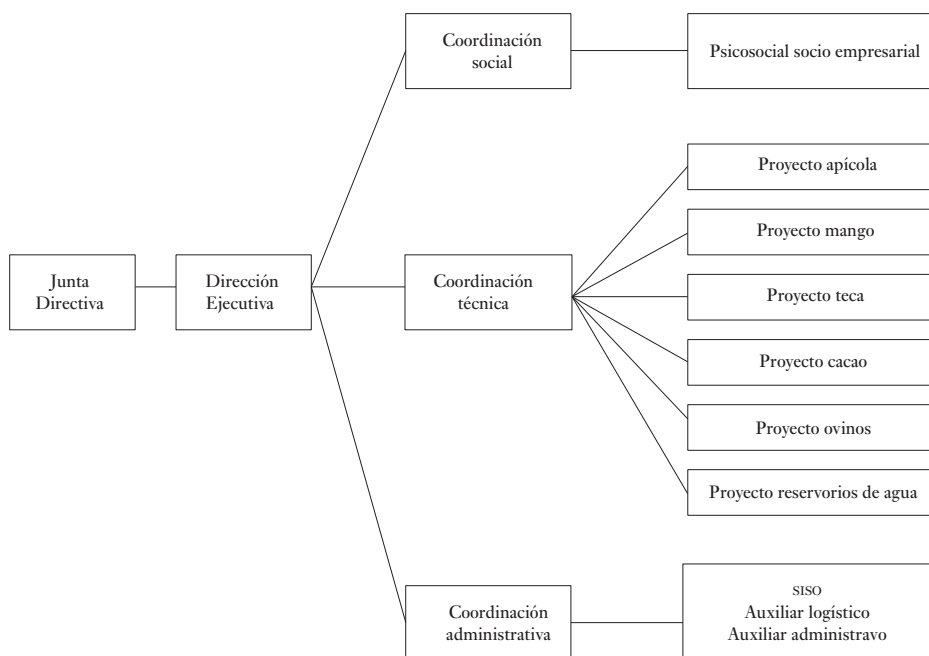 Junta
Directiva
Dirección
Ejecutiva
Coordinación
social
Psicosocial socio empresarial
Coordinación
técnica
Proyecto apícola
Proyecto mango
Proyecto teca
Proyecto cacao
Proyecto ovinos
Proyecto reservorios de agua
Coordinación
administrativa
SISO
Auxiliar logístico
Auxiliar administravo